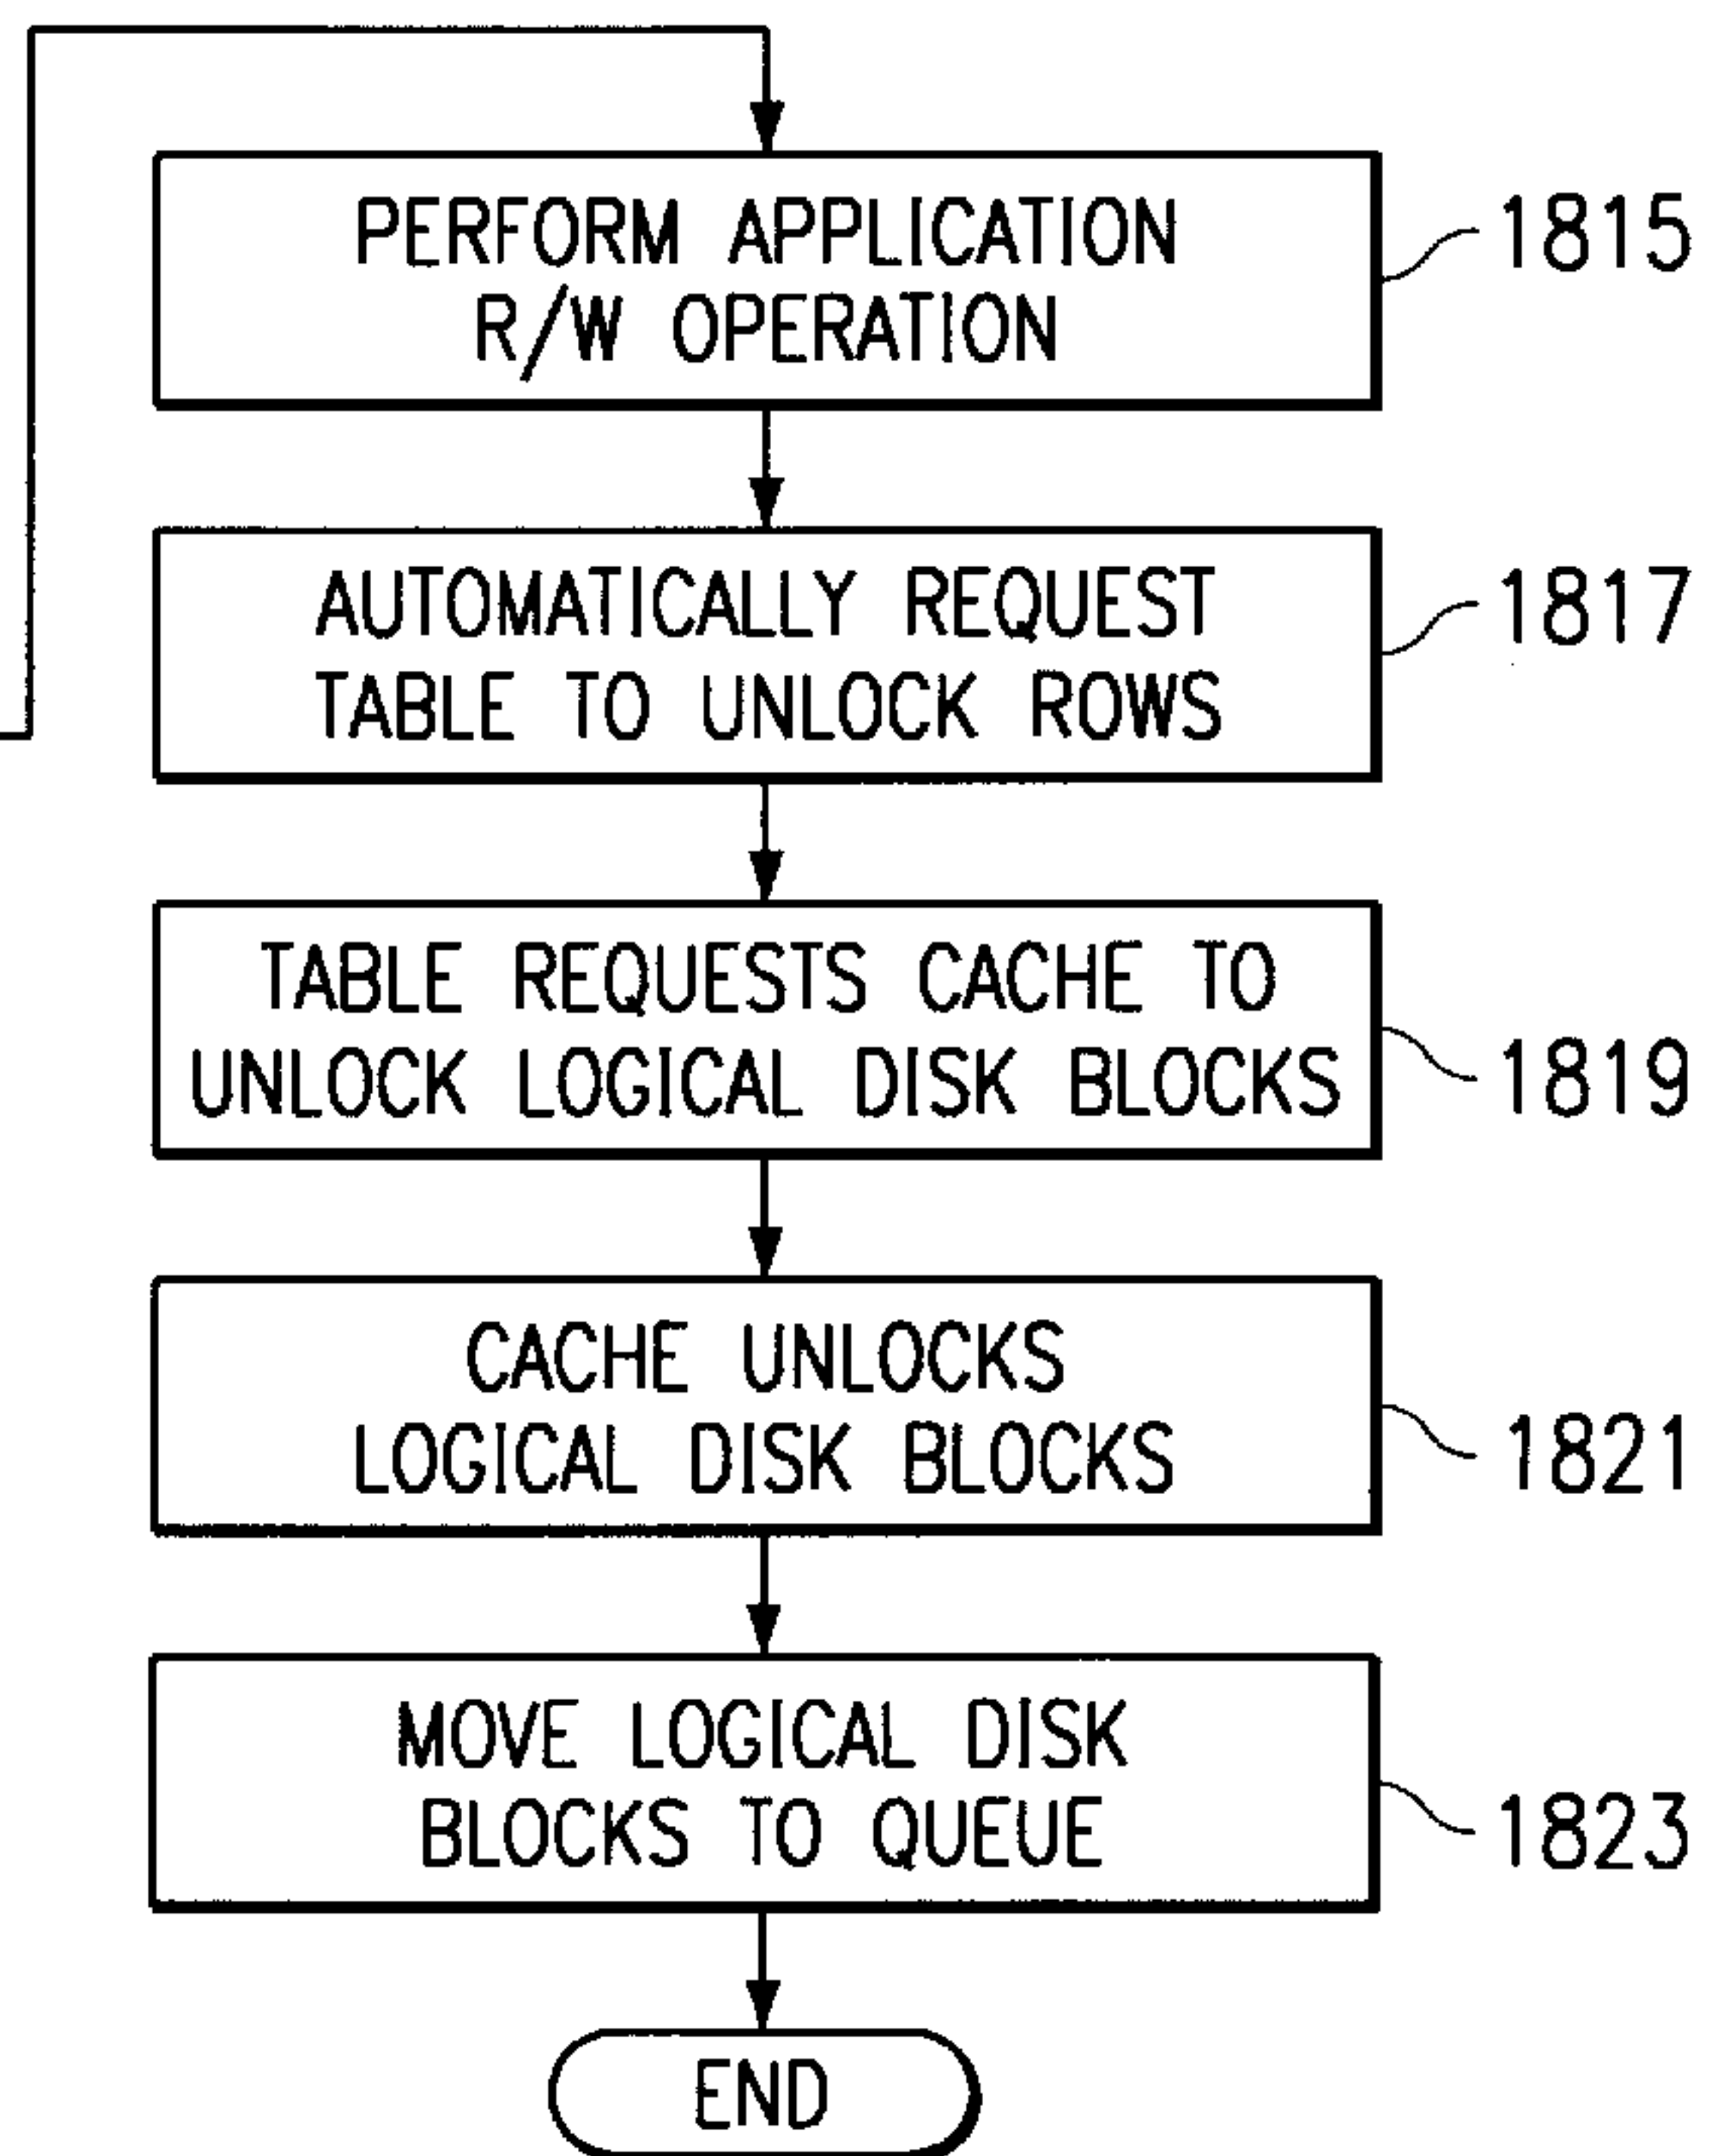 PERFORM APPLICATION
R/W OPERATION
1815
AUTOMATICALLY REQUEST
TABLE TO UNLOCK ROWS
1817
TABLE REQUESTS CACHE TO
UNLOCK LOGICAL DISK BLOCKS
1819
CACHE UNLOCKS
LOGICAL DISK BLOCKS
1821
MOVE LOGICAL DISK
BLOCKS TO QUEUE
1823
END